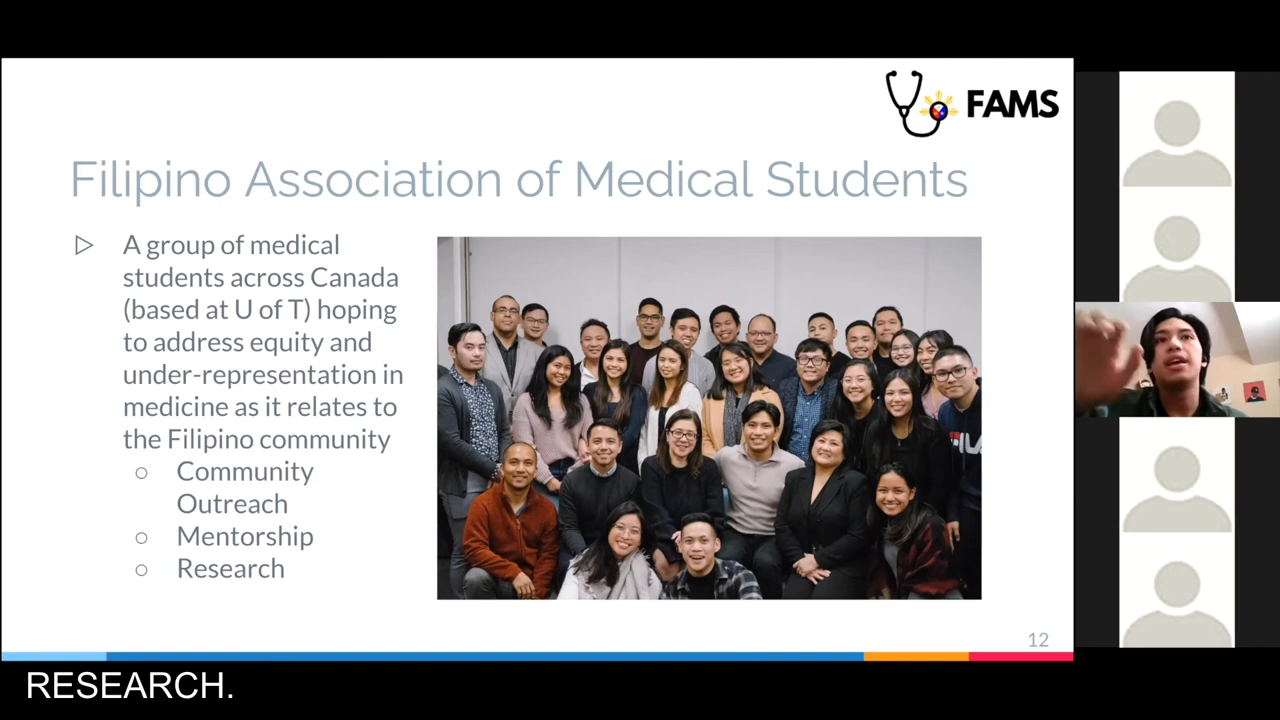 FAMS
Filipino Association of Medical Students
A group of medical
students across Canada
(based at U of T) hoping
to address equity and
under-representation in
medicine as it relates to
the Filipino community
Community
Outreach
Mentorship
Research
12
RESEARCH.